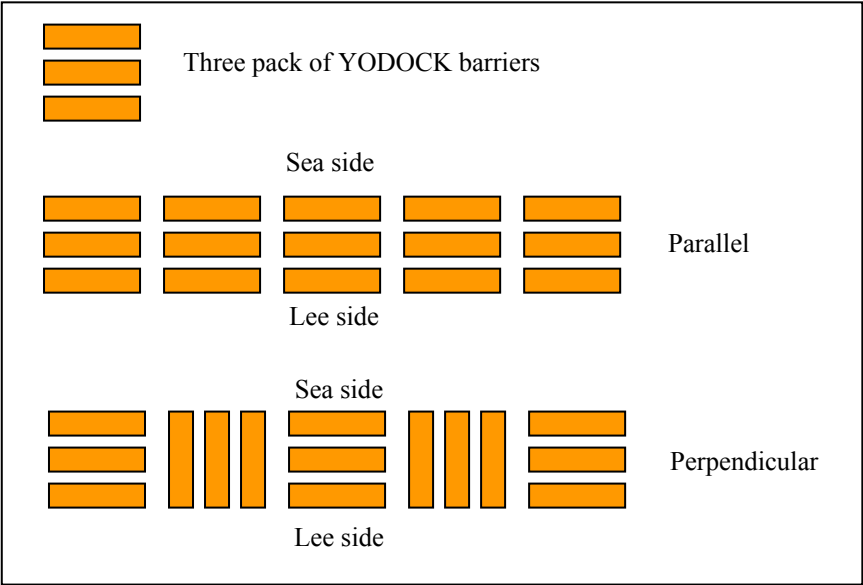 Three pack of YODOCK barriers
Sea side
Parallel
Lee side
Sea side
Perpendicular
Lee side